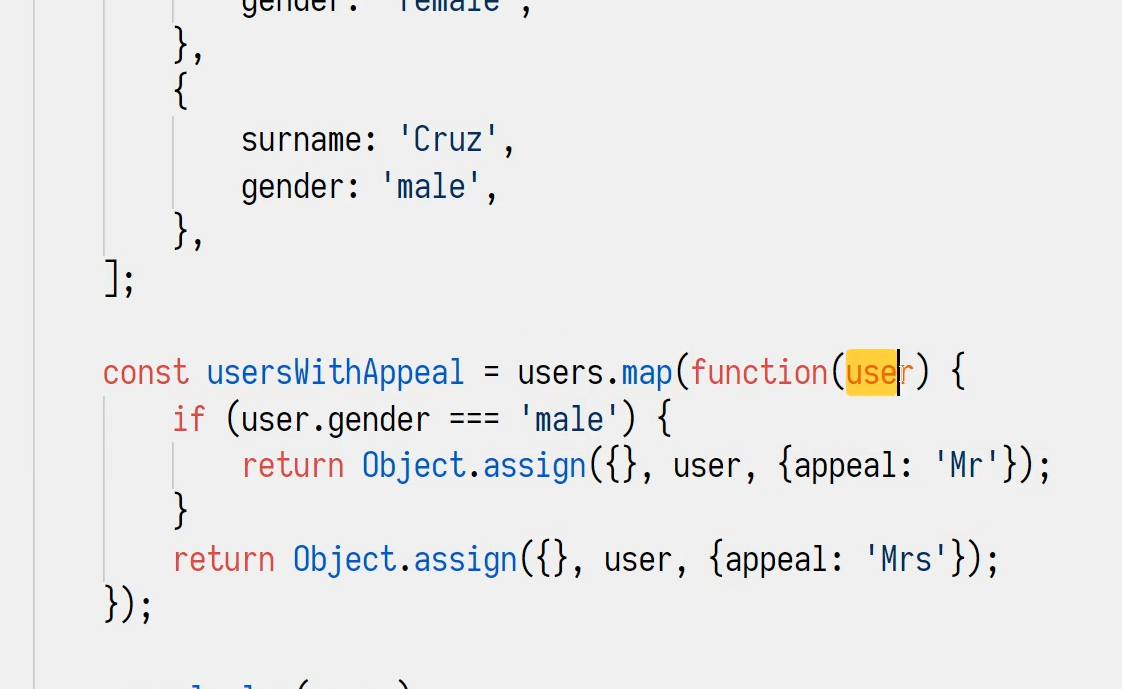 gender: 'female',
},
{
surname: 'Cruz',
gender: 'male',
},
];
const usersWithAppeal = users.map(function(user) {
if (user.gender === 'male') {
return Object.assign({}, user, {appeal: 'Mr'});
}
return Object.assign({}, user, {appeal: 'Mrs'});
});